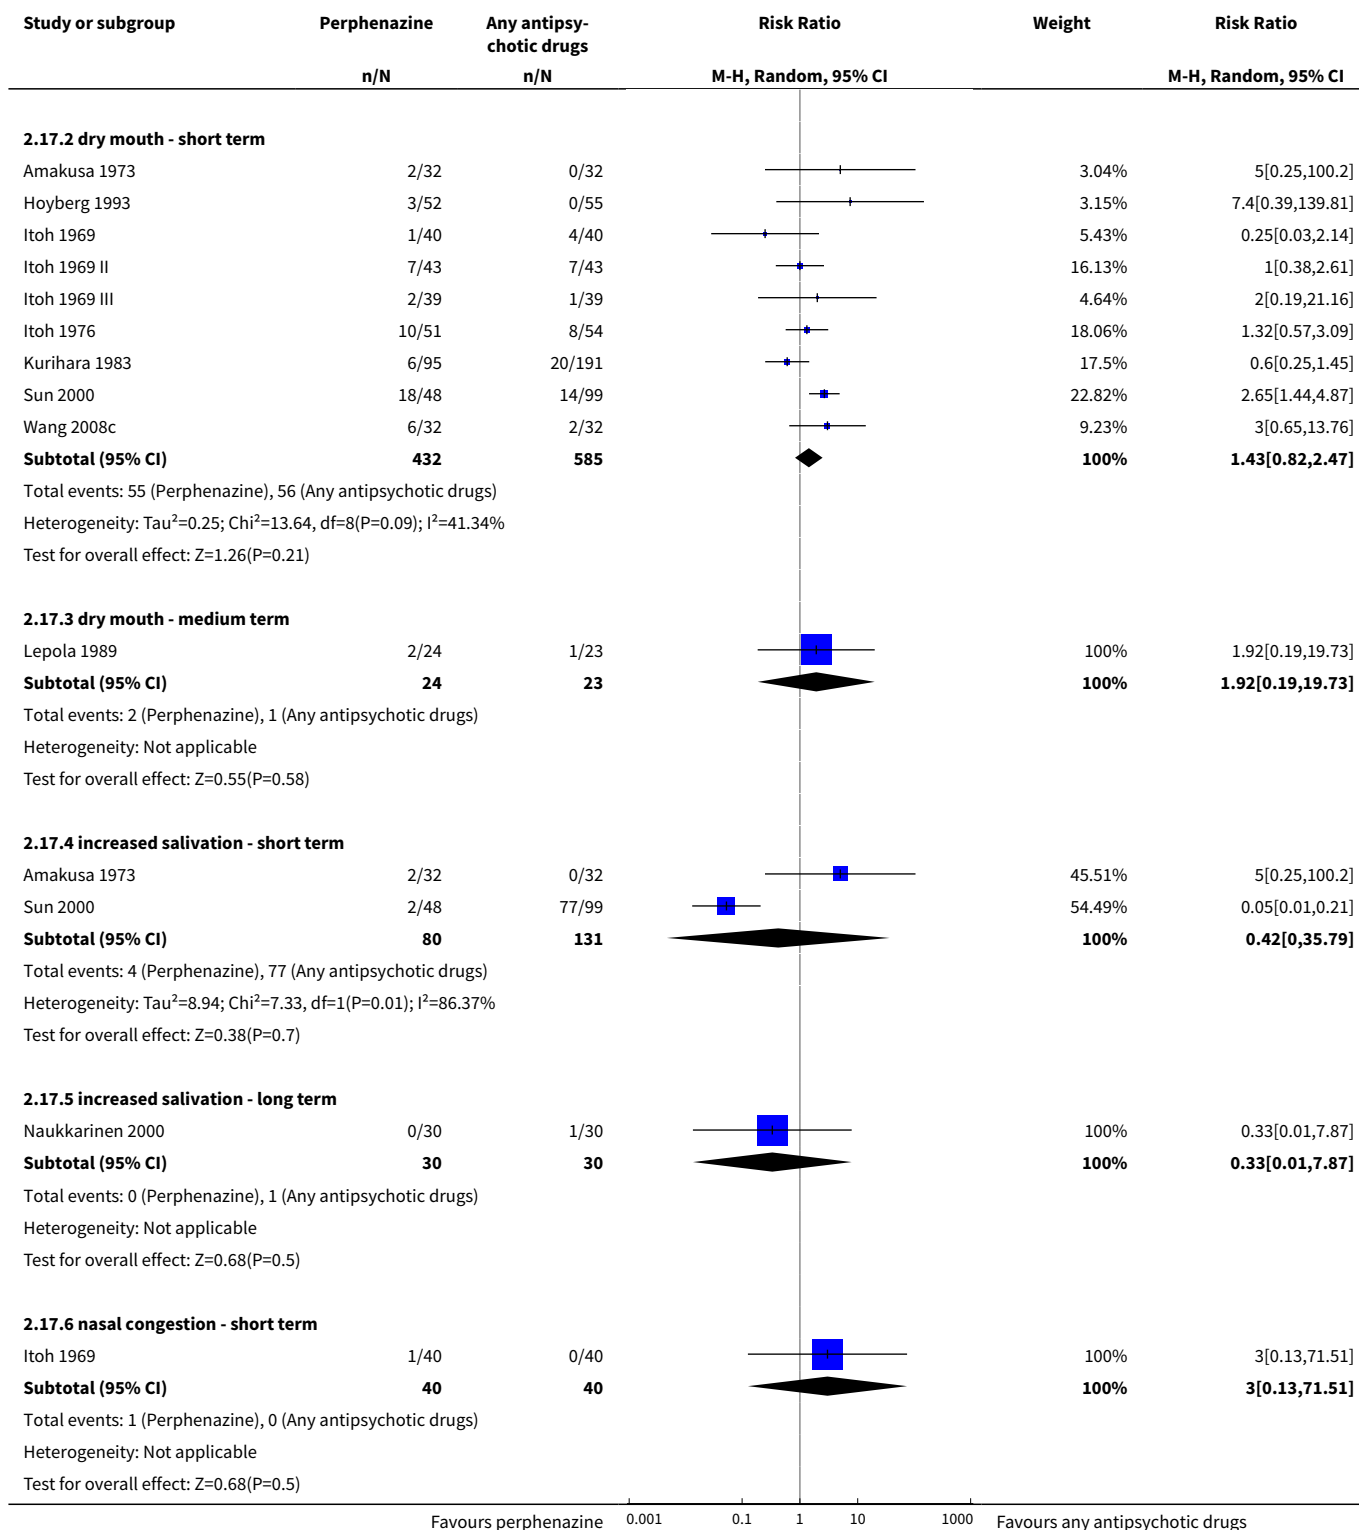 Study or subgroup Perphenazine Any antipsy- Risk Ratio Weight Risk Ratio
chotic drugs
n/N n/N M-H, Random, 95% CI M-H, Random, 95% CI
2.17.2 dry mouth - short term
Amakusa 1973 2/32 0/32 3.04% 5[0.25,100.2]
Hoyberg 1993 3/52 0/55 3.15% 7.4[0.39,139.81]
Itoh 1969 1/40 4/40 5.43% 0.25[0.03,2.14]
Itoh 1969 II 7/43 7/43 16.13% 1[0.38,2.61]
Itoh 1969 III 2/39 1/39 4.64% 2[0.19,21.16]
Itoh 1976 10/51 8/54 18.06% 1.32[0.57,3.09]
Kurihara 1983 6/95 20/191 17.5% 0.6[0.25,1.45]
Sun 2000 18/48 14/99 22.82% 2.65[1.44,4.87]
Wang 2008c 6/32 2/32 9.23% 3[0.65,13.76]
Subtotal (95% CI) 432 585 100% 1.43[0.82,2.47]
Total events: 55 (Perphenazine), 56 (Any antipsychotic drugs)
Heterogeneity: Tau²=0.25; Chi²=13.64, df=8(P=0.09); I²=41.34%
Test for overall effect: Z=1.26(P=0.21)
2.17.3 dry mouth - medium term
Lepola 1989 2/24 1/23 100% 1.92[0.19,19.73]
Subtotal (95% CI) 24 23 100% 1.92[0.19,19.73]
Total events: 2 (Perphenazine), 1 (Any antipsychotic drugs)
Heterogeneity: Not applicable
Test for overall effect: Z=0.55(P=0.58)
2.17.4 increased salivation - short term
Amakusa 1973 2/32 0/32 45.51% 5[0.25,100.2]
Sun 2000 2/48 77/99 54.49% 0.05[0.01,0.21]
Subtotal (95% CI) 80 131 100% 0.42[0,35.79]
Total events: 4 (Perphenazine), 77 (Any antipsychotic drugs)
Heterogeneity: Tau²=8.94; Chi²=7.33, df=1(P=0.01); I²=86.37%
Test for overall effect: Z=0.38(P=0.7)
2.17.5 increased salivation - long term
Naukkarinen 2000 0/30 1/30 100% 0.33[0.01,7.87]
Subtotal (95% CI) 30 30 100% 0.33[0.01,7.87]
Total events: 0 (Perphenazine), 1 (Any antipsychotic drugs)
Heterogeneity: Not applicable
Test for overall effect: Z=0.68(P=0.5)
2.17.6 nasal congestion - short term
Itoh 1969 1/40 0/40 100% 3[0.13,71.51]
Subtotal (95% CI) 40 40 100% 3[0.13,71.51]
Total events: 1 (Perphenazine), 0 (Any antipsychotic drugs)
Heterogeneity: Not applicable
Test for overall effect: Z=0.68(P=0.5)
Favours perphenazine 0.001 0.1 1 10 1000 Favours any antipsychotic drugs